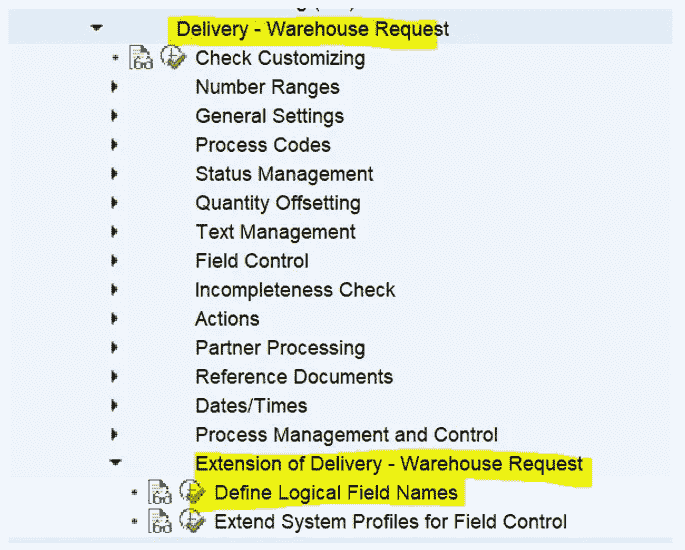 Delivery - Warehouse Request
Check Customizing
Number Ranges
General Settings
Process Codes
Status Management
Quantity Offsetting
Text Management
Field Control
Incompleteness Check
Actions
Partner Processing
Reference Documents
Dates/Times
Process Management and Control
Extension of Delivery - Warehouse Request
Define Logical Field Names
Extend System Profiles for Field Control